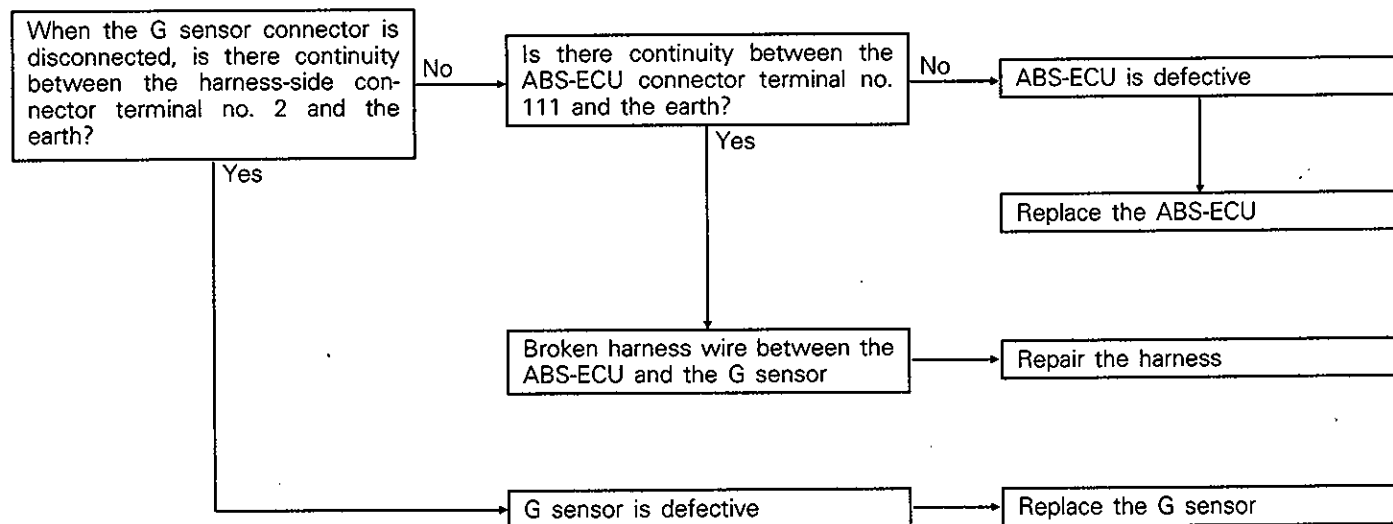 When the G sensor connector is
disconnected, is there continuity
between the harness-side con-
nector terminal no. 2 and the
earth?
No
Is there continuity between the
ABS-ECU connector terminal no.
111 and the earth?
No
ABS-ECU is defective
Yes
Yes
Replace the ABS-ECU
Broken harness wire between the
ABS-ECU and the G sensor
Repair the harness
G sensor is defective
Replace the G sensor